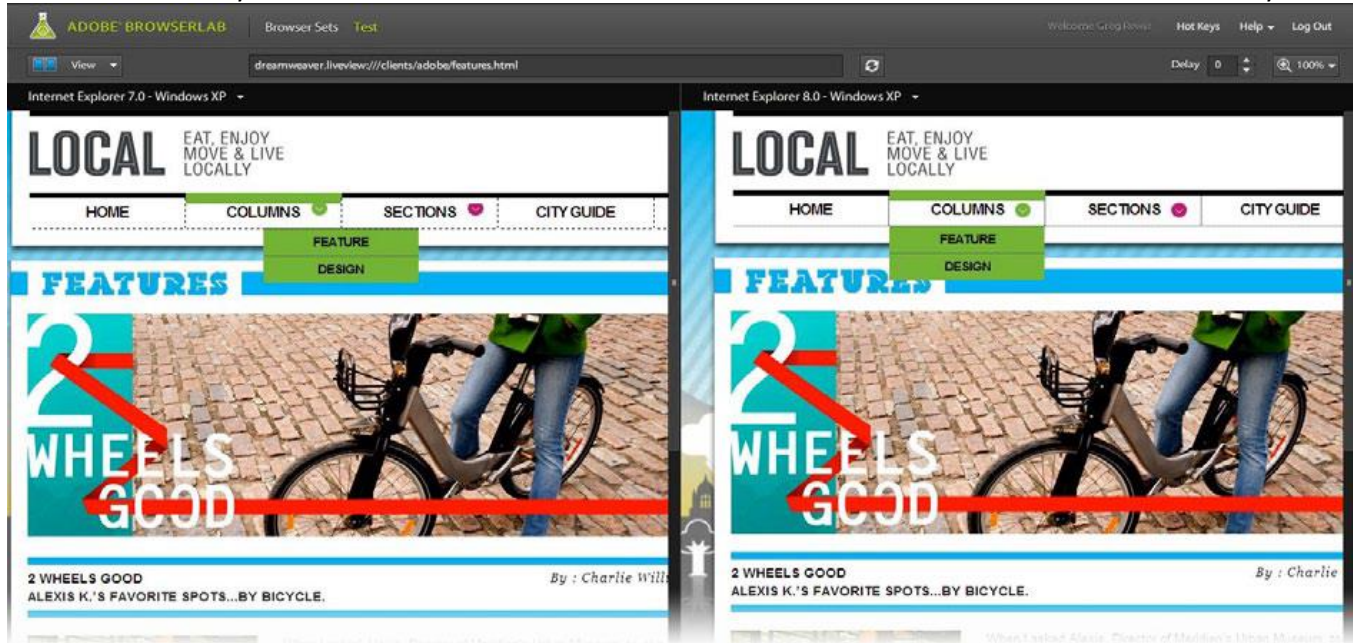 ADOBE® BROWSERLAB
Browser Sets
Test
Welcome Greg
Hot Keys
Help
Log Out
View
dreamweaver.liveview:///clients/adobe/features.html
Delay 0
100%
Internet Explorer 7.0 - Windows XP
LOCAL
EAT, ENJOY
MOVE & LIVE
LOCALLY
HOME
COLUMNS
SECTIONS
CITY GUIDE
FEATURE
DESIGN
FEATURES
2
WHEELS
GOOD
2 WHEELS GOOD
By : Charlie
ALEXIS K.'S FAVORITE SPOTS...BY BICYCLE.
Internet Explorer 8.0 - Windows XP
LOCAL
EAT, ENJOY
MOVE & LIVE
LOCALLY
HOME
COLUMNS
SECTIONS
CITY GUIDE
FEATURE
DESIGN
FEATURES
2
WHEELS
GOOD
2 WHEELS GOOD
By : Charlie
ALEXIS K.'S FAVORITE SPOTS...BY BICYCLE.